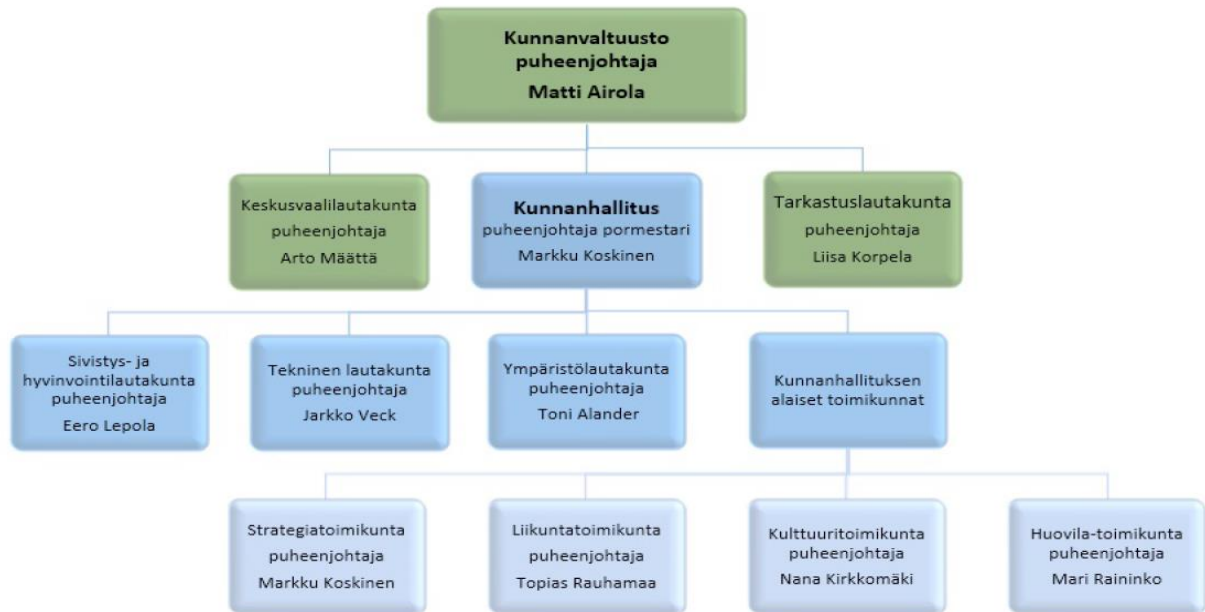 Kunnanvaltuusto
puheenjohtaja
Matti Airola
Keskusvaalilautakunta
puheenjohtaja
Arto Määttä
Kunnanhallitus
puheenjohtaja pormestari
Markku Koskinen
Tarkastuslautakunta
puheenjohtaja
Liisa Korpela
Sivistys- ja
hyvinvointilautakunta
puheenjohtaja
Eero Lepola
Tekninen lautakunta
puheenjohtaja
Jarkko Veck
Ympäristölautakunta
puheenjohtaja
Toni Alander
Kunnanhallituksen
alaiset toimikunnat
Strategiatoimikunta
puheenjohtaja
Markku Koskinen
Liikuntatoimikunta
puheenjohtaja
Topias Rauhamaa
Kulttuuritoimikunta
puheenjohtaja
Nana Kirkkomäki
Huovila-toimikunta
puheenjohtaja
Mari Raininko